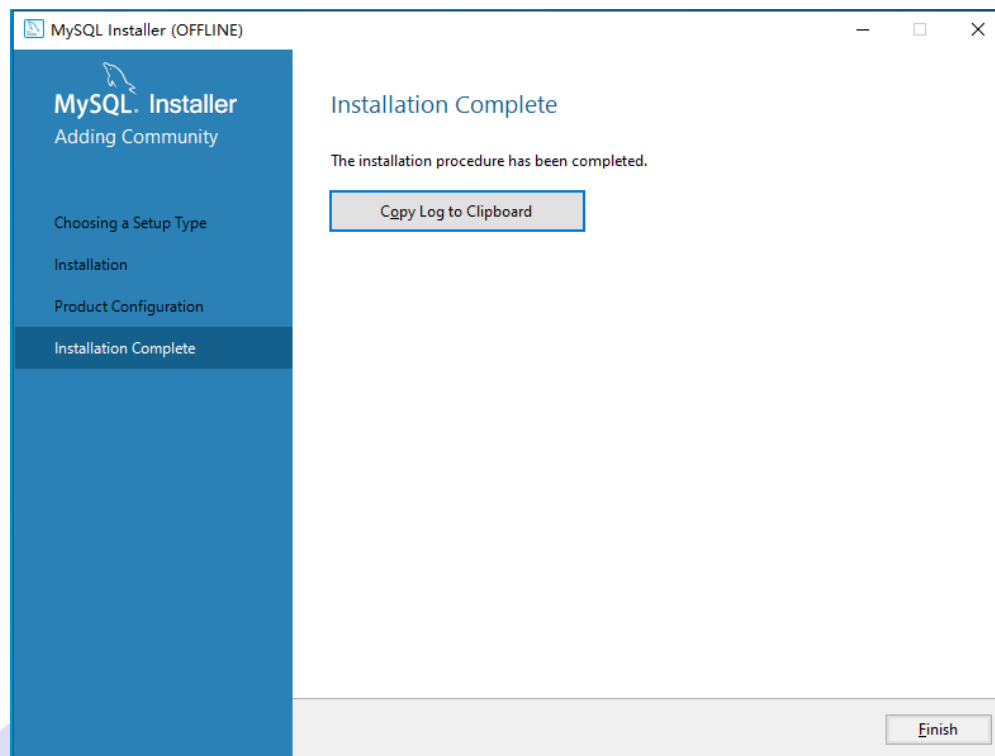 MySQL Installer (OFFLINE)
MySQL. Installer
Adding Community
Choosing a Setup Type
Installation
Product Configuration
Installation Complete
Installation Complete
The installation procedure has been completed.
Copy Log to Clipboard
Finish